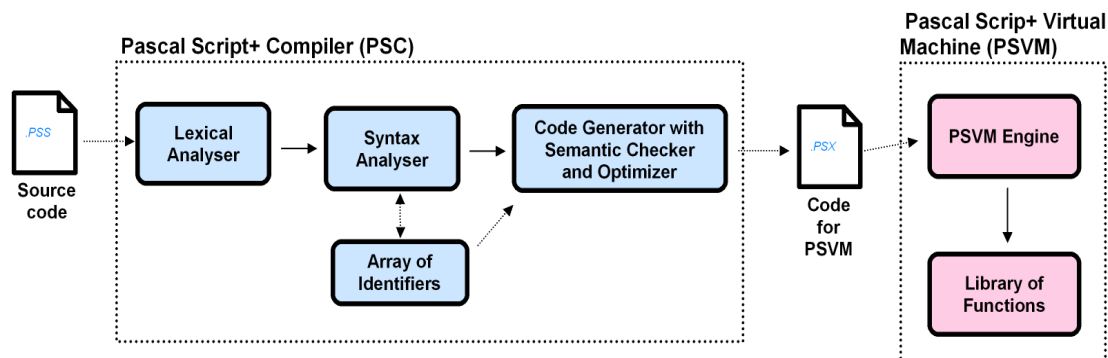 Pascal Script+ Compiler (PSC)
Pascal Scrip+ Virtual
Machine (PSVM)
.PSS
Source
code
Lexical
Analyser
Syntax
Analyser
Array of
Identifiers
Code Generator with
Semantic Checker
and Optimizer
.PSX
Code
for
PSVM
PSVM Engine
Library of
Functions